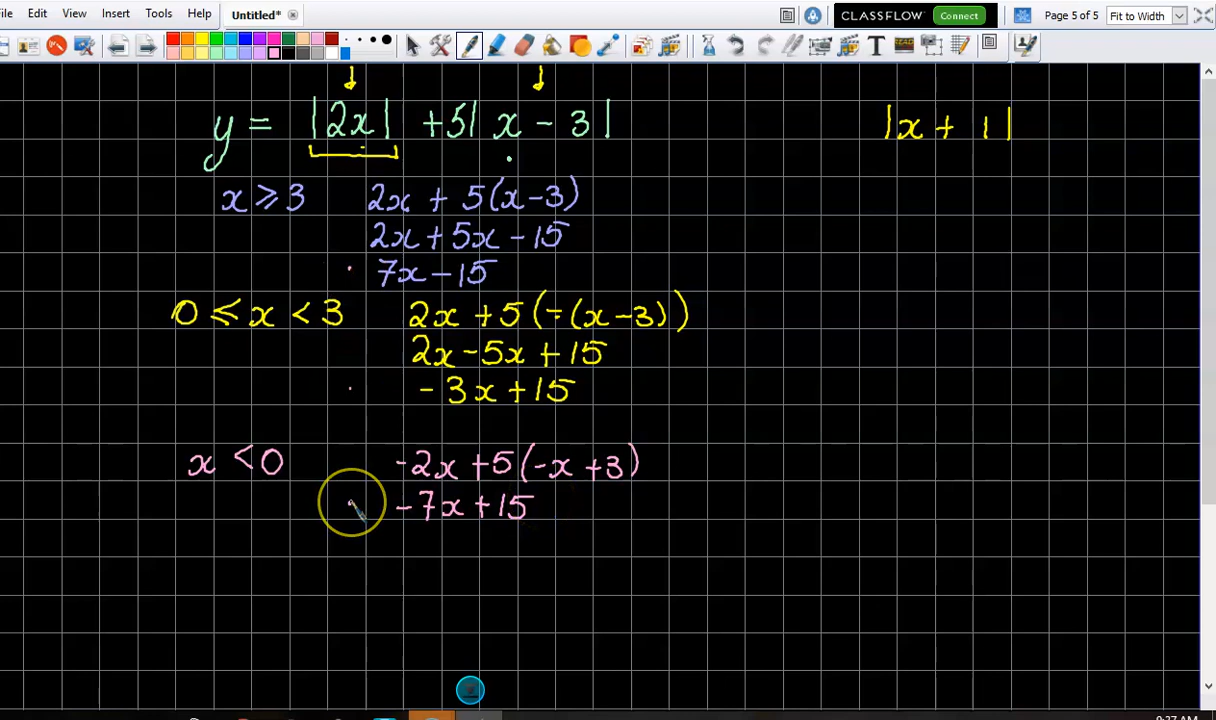 File Edit View Insert Tools Help Untitled* CLASSFLOW Connect Page 5 of 5 Fit to Width
y = |2x| + 5| x - 3 |
|x + 1|
x ⩾ 3 2x + 5(x-3)
2x + 5x - 15
7x - 15
0 ⩽ x < 3 2x + 5(-(x-3))
2x - 5x + 15
- 3x + 15
x < 0 -2x + 5(-x + 3)
-7x + 15